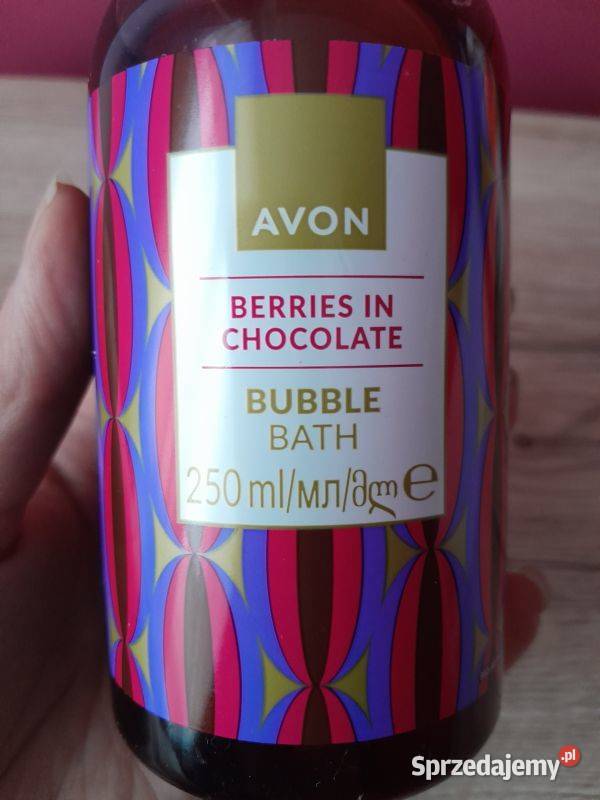 AVON
BERRIES IN
CHOCOLATE
BUBBLE
BATH
250 ml/мл/მლ e
Sprzedajemy.pl